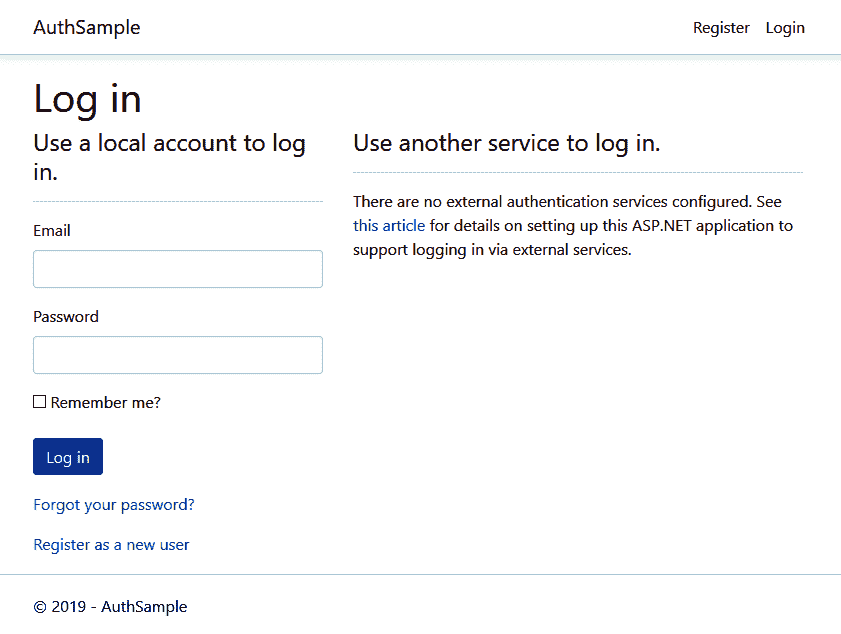 AuthSample
Register Login
Log in
Use a local account to log
in.
Email
Password
Remember me?
Log in
Forgot your password?
Register as a new user
Use another service to log in.
There are no external authentication services configured. See
this article for details on setting up this ASP.NET application to
support logging in via external services.
© 2019 - AuthSample